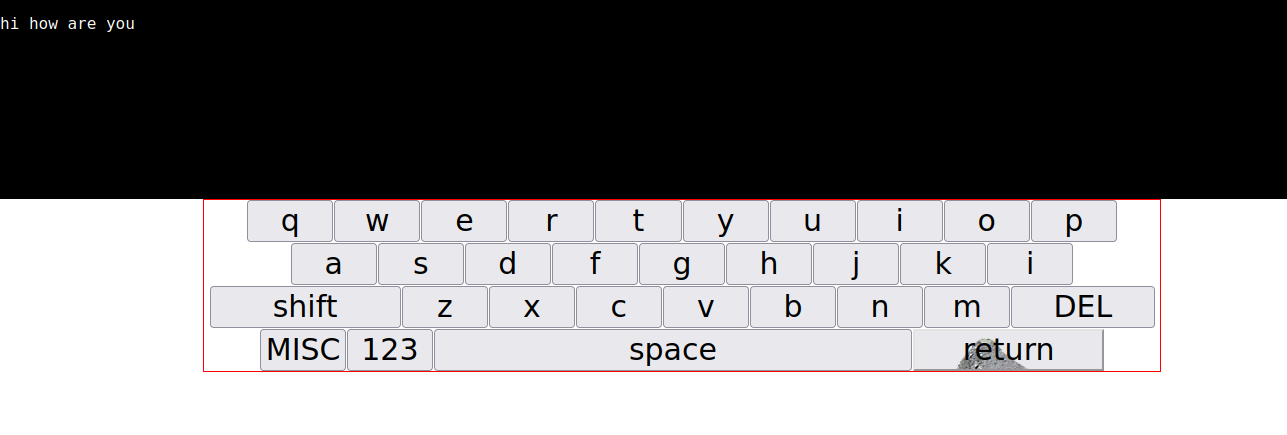 hi how are you
q w e r t y u i o p
a s d f g h j k i
shift z x c v b n m DEL
MISC 123 space return